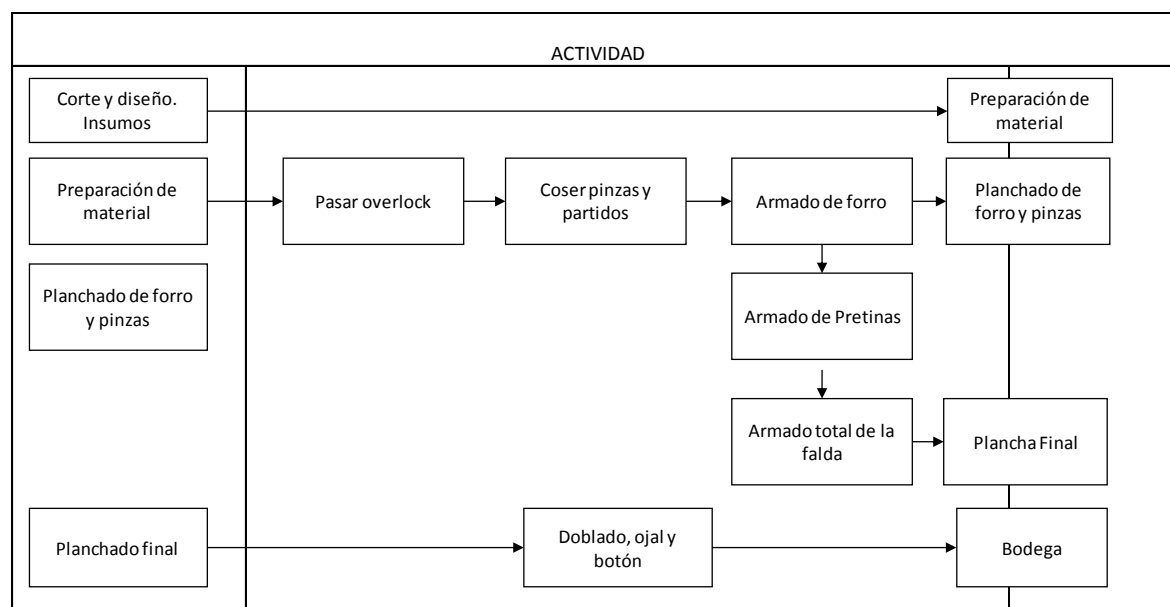 ACTIVIDAD
Corte y diseño.
Insumos
Preparación de
material
Preparación de
material
Pasar overlock
Coser pinzas y
partidos
Armado de forro
Planchado de
forro y pinzas
Planchado de forro
y pinzas
Armado de Pretinas
Armado total de la
falda
Plancha Final
Planchado final
Doblado, ojal y
botón
Bodega